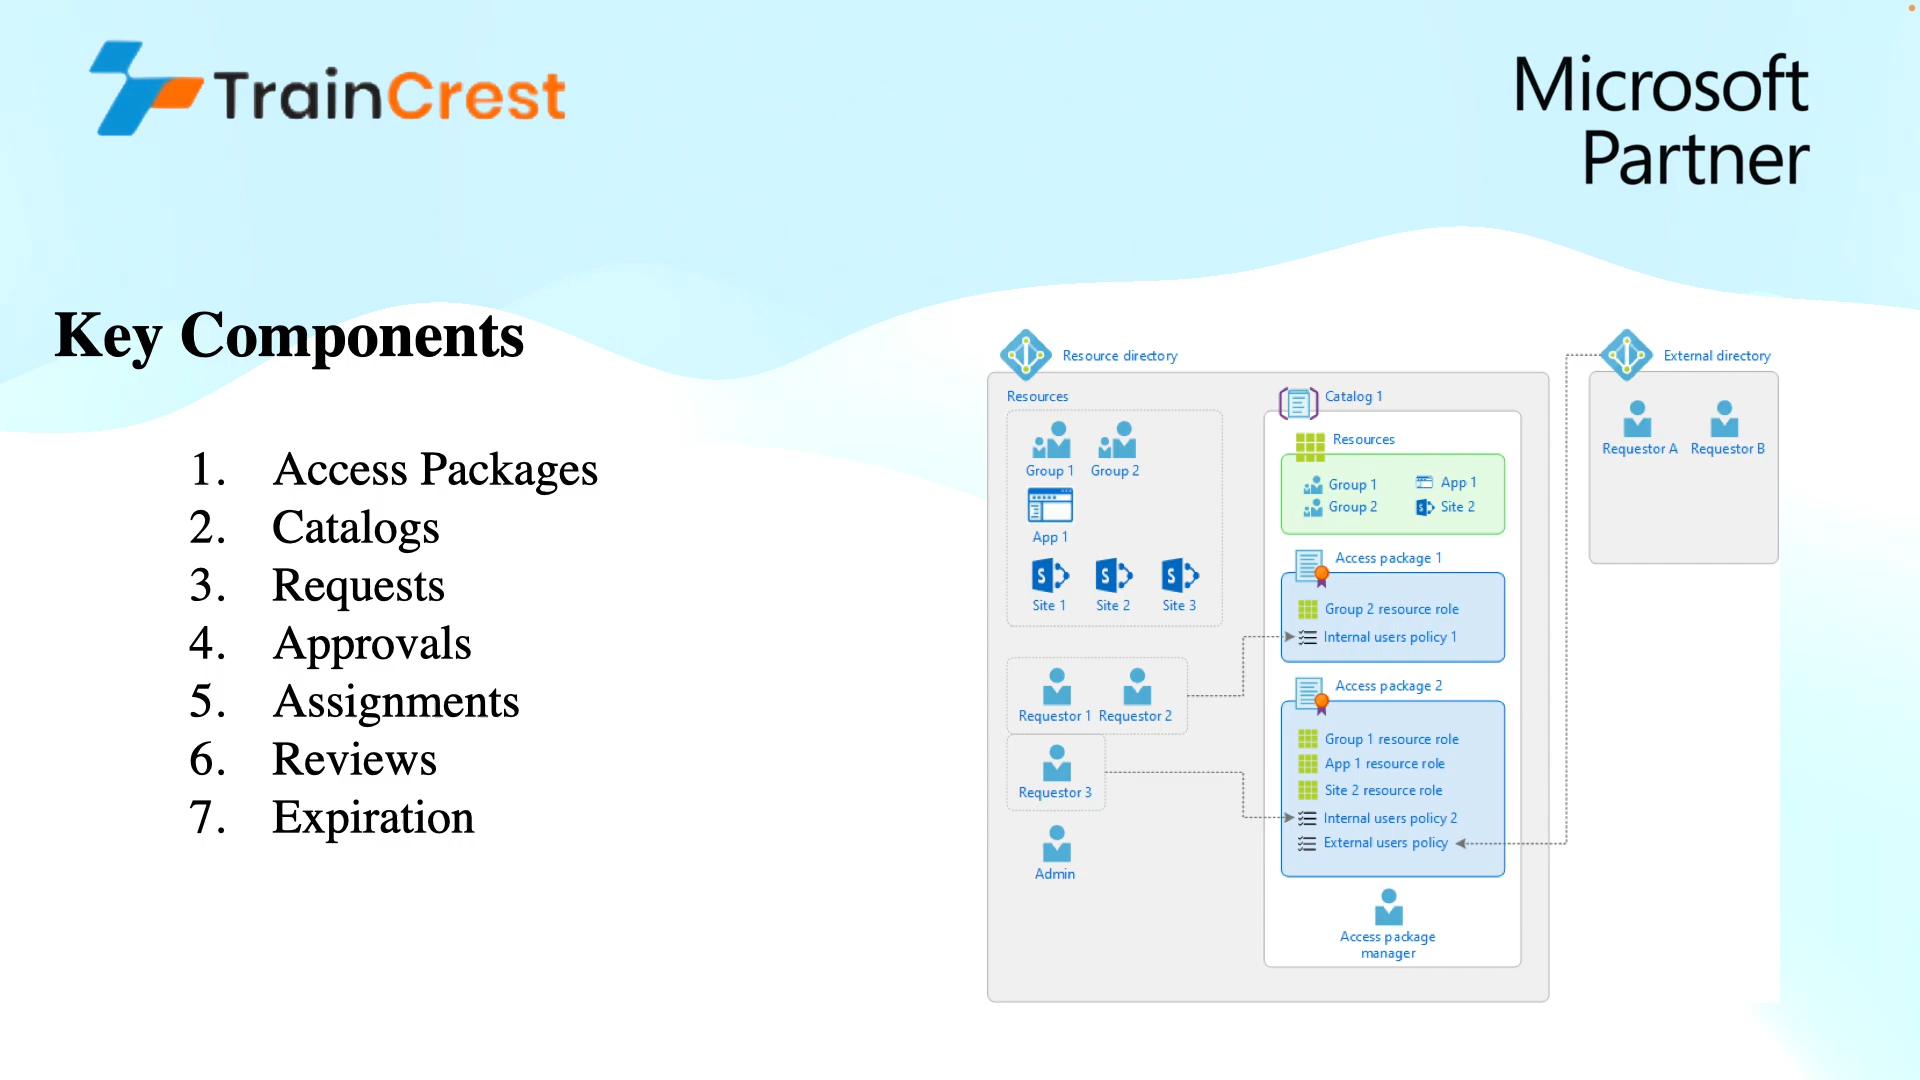 TrainCrest
Microsoft
Partner
Key Components
1. Access Packages
2. Catalogs
3. Requests
4. Approvals
5. Assignments
6. Reviews
7. Expiration
Resource directory
Resources
Group 1 Group 2
App 1
Site 1 Site 2 Site 3
Requestor 1 Requestor 2
Requestor 3
Admin
Catalog 1
Resources
Group 1 App 1
Group 2 Site 2
Access package 1
Group 2 resource role
Internal users policy 1
Access package 2
Group 1 resource role
App 1 resource role
Site 2 resource role
Internal users policy 2
External users policy
Access package
manager
External directory
Requestor A Requestor B